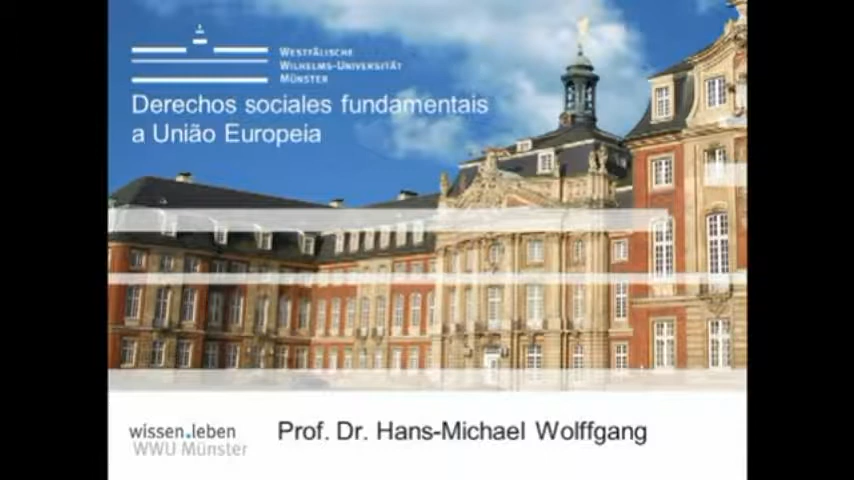 WESTFÄLISCHE
WILHELMS-UNIVERSITÄT
MÜNSTER
Derechos sociales fundamentais
a União Europeia
wissen.leben
WWU Münster
Prof. Dr. Hans-Michael Wolffgang